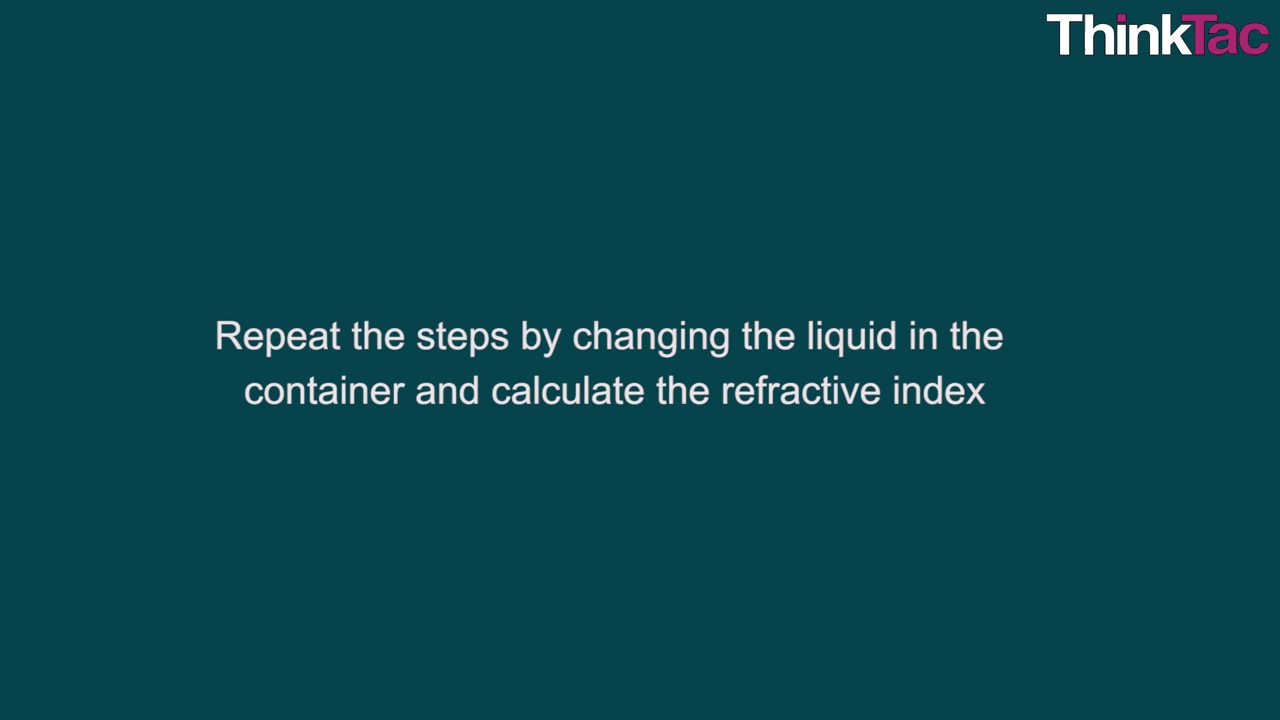 ThinkTac
Repeat the steps by changing the liquid in the
container and calculate the refractive index